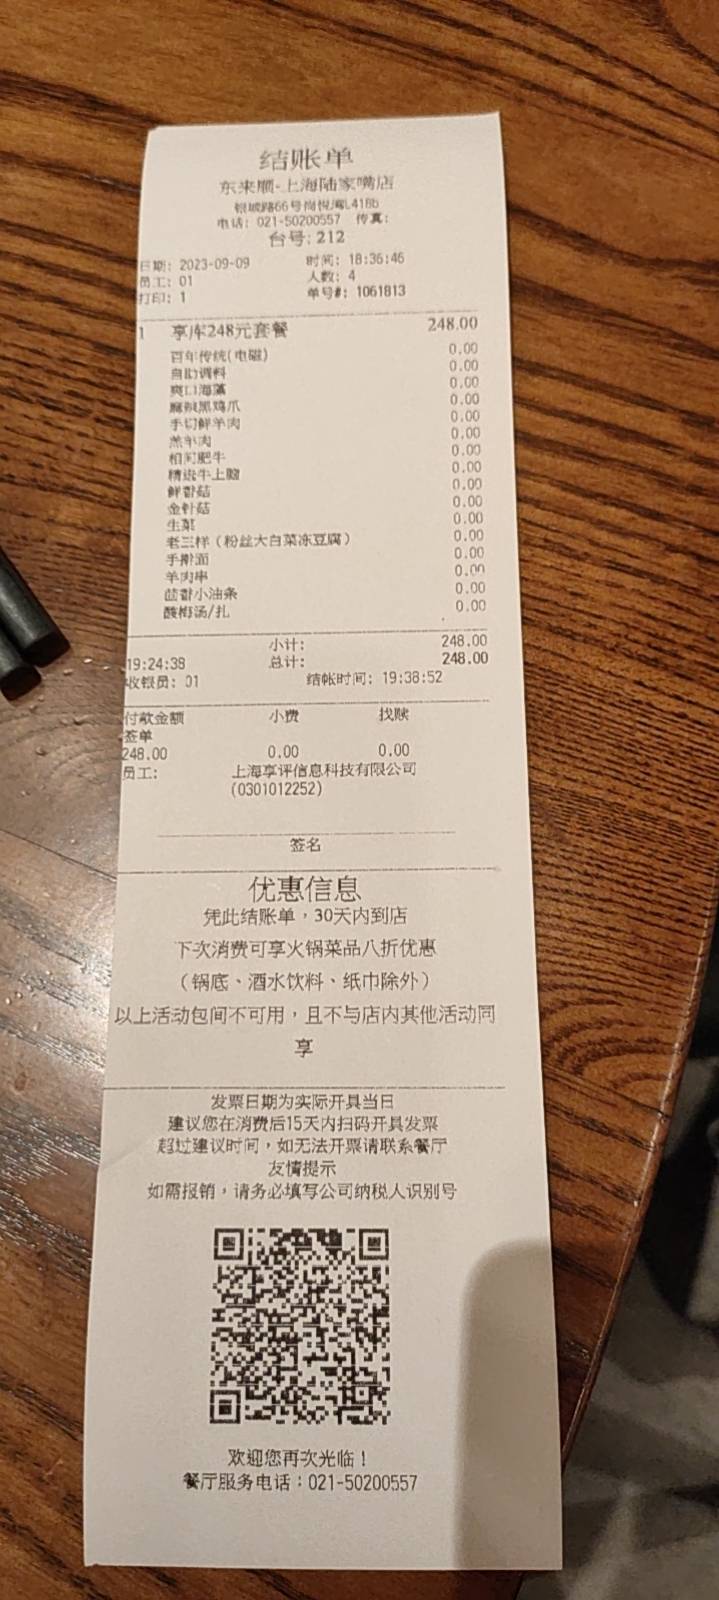 结账单
东来顺-上海陆家嘴店
银城路66号尚悦湾L418b
电话: 021-50200557 传真:
台号: 212
日期: 2023-09-09 时间: 18:36:46
员工: 01 人数: 4
打印: 1 单号#: 1061813
1 享库248元套餐 248.00
百年传统(电磁) 0.00
自助调料 0.00
爽口海藻 0.00
麻辣黑鸡爪 0.00
手切鲜羊肉 0.00
羔羊肉 0.00
相间肥牛 0.00
精选牛上脑 0.00
鲜香菇 0.00
金针菇 0.00
生菜 0.00
老三样（粉丝大白菜冻豆腐） 0.00
手擀面 0.00
羊肉串 0.00
茴香小油条 0.00
酸梅汤/扎 0.00
小计: 248.00
19:24:38 总计: 248.00
收银员: 01 结帐时间: 19:38:52
付款金额 小费 找赎
签单
248.00 0.00 0.00
员工: 上海享评信息科技有限公司
(0301012252)
签名
优惠信息
凭此结账单，30天内到店
下次消费可享火锅菜品八折优惠
（锅底、酒水饮料、纸巾除外）
以上活动包间不可用，且不与店内其他活动同
享
发票日期为实际开具当日
建议您在消费后15天内扫码开具发票
超过建议时间，如无法开票请联系餐厅
友情提示
如需报销，请务必填写公司纳税人识别号
欢迎您再次光临！
餐厅服务电话：021-50200557